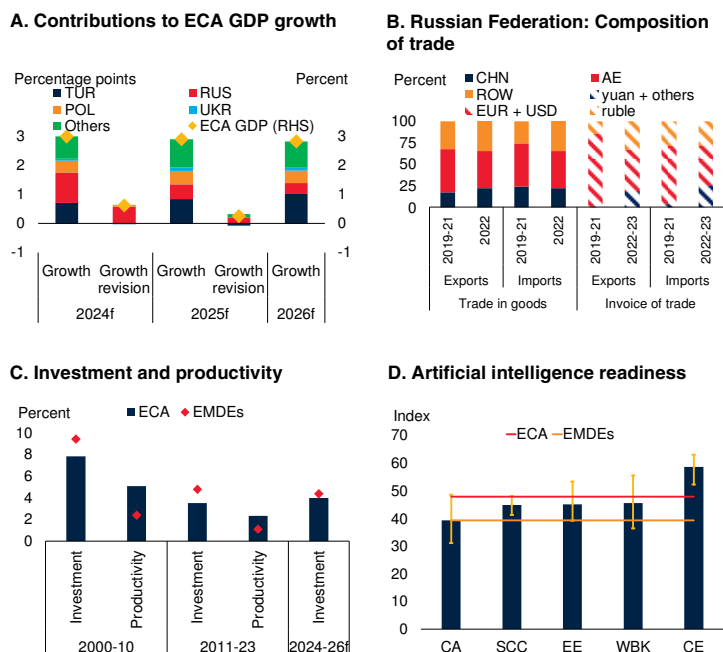 A. Contributions to ECA GDP growth
Percentage points
Percent
TUR
RUS
POL
UKR
Others
ECA GDP (RHS)
3
2
1
0
-1
3
2
1
0
-1
Growth
Growth revision
Growth
Growth revision
Growth
2024f
2025f
2026f
B. Russian Federation: Composition
of trade
Percent
CHN
AE
ROW
yuan + others
EUR + USD
ruble
100
75
50
25
0
2019-21
2022
2019-21
2022
2019-21
2022-23
2019-21
2022-23
Exports
Imports
Exports
Imports
Trade in goods
Invoice of trade
C. Investment and productivity
Percent
ECA
EMDEs
10
8
6
4
2
0
Investment
Productivity
Investment
Productivity
Investment
2000-10
2011-23
2024-26f
D. Artificial intelligence readiness
Index
ECA
EMDEs
70
60
50
40
30
20
10
0
CA
SCC
EE
WBK
CE